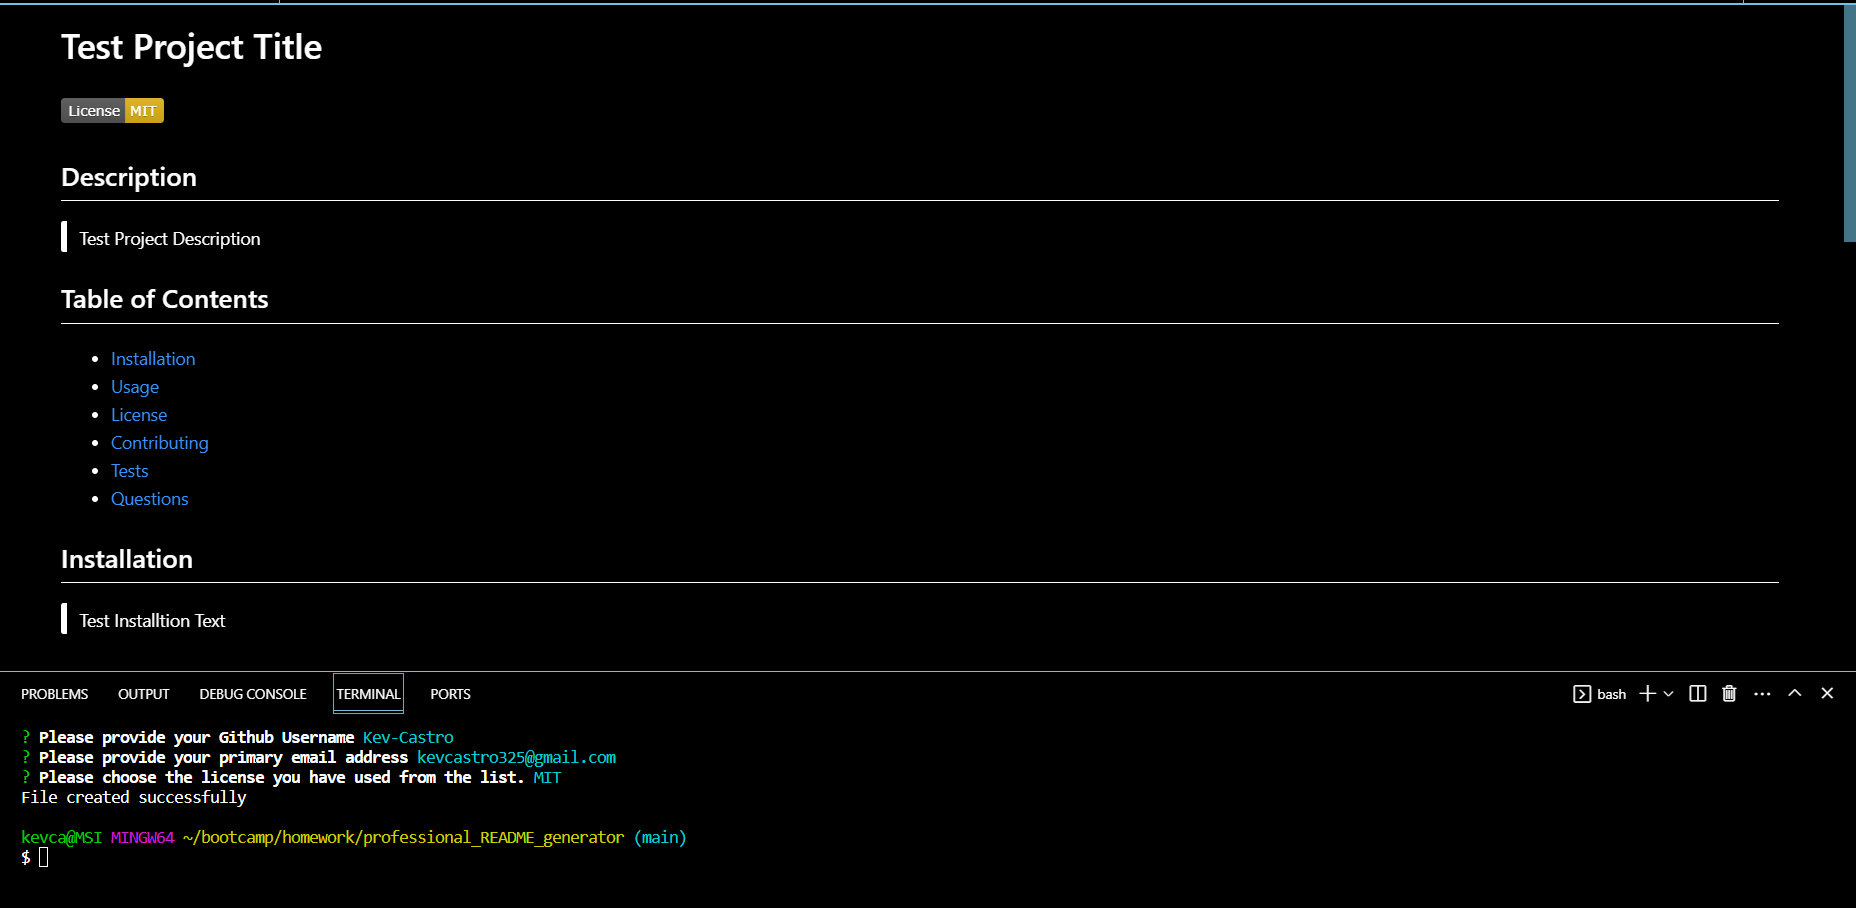 Test Project Title
License MIT
Description
Test Project Description
Table of Contents
Installation
Usage
License
Contributing
Tests
Questions
Installation
Test Installtion Text
PROBLEMS OUTPUT DEBUG CONSOLE TERMINAL PORTS bash
? Please provide your Github Username Kev-Castro
? Please provide your primary email address kevcastro325@gmail.com
? Please choose the license you have used from the list. MIT
File created successfully
kevca@MSI MINGW64 ~/bootcamp/homework/professional_README_generator (main)
$